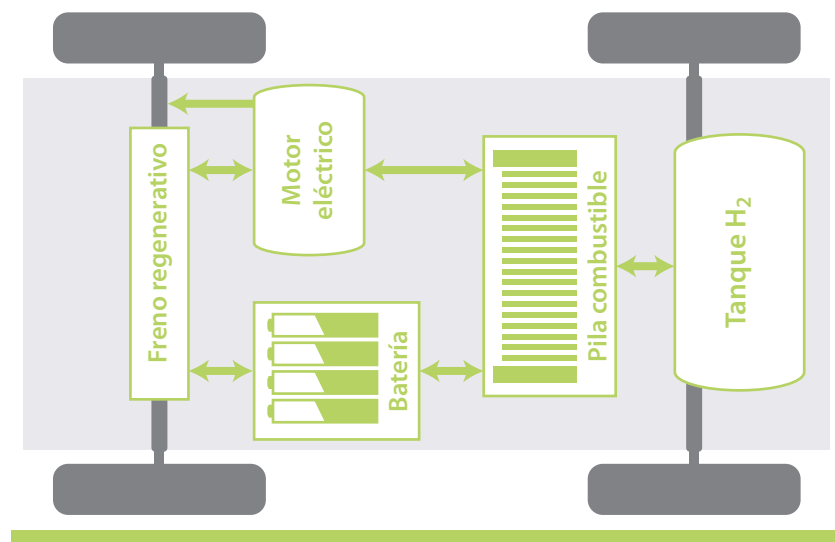 Freno regenerativo
Motor
eléctrico
Batería
Pila combustible
Tanque H₂